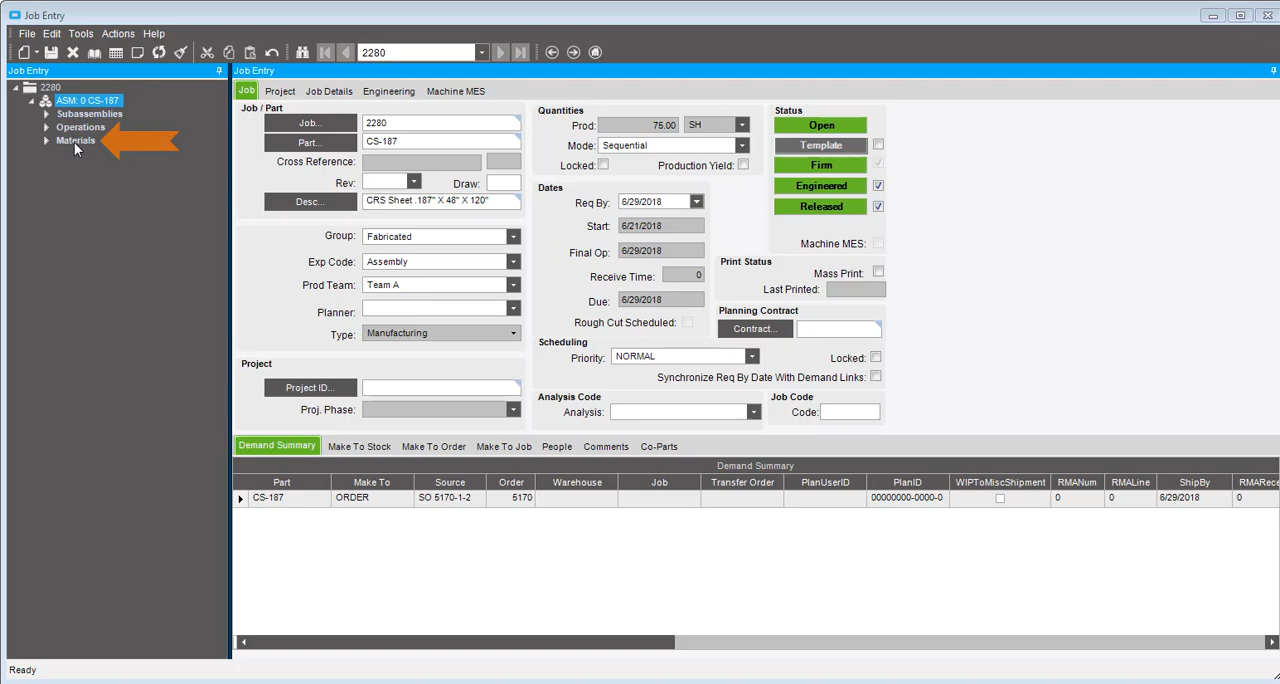 Job Entry
File Edit Tools Actions Help
2280
Job Entry
Job Entry
2280
ASM: 0 CS-187
Subassemblies
Operations
Materials
Job Project Job Details Engineering Machine MES
Job / Part
Job... 2280
Part... CS-187
Cross Reference:
Rev: Draw:
Desc... CRS Sheet .187" X 48" X 120"
Group: Fabricated
Exp Code: Assembly
Prod Team: Team A
Planner:
Type: Manufacturing
Project
Project ID...
Proj. Phase:
Quantities
Prod: 75.00 SH
Mode: Sequential
Locked: Production Yield:
Dates
Req By: 6/29/2018
Start: 6/21/2018
Final Op: 6/29/2018
Receive Time: 0
Due: 6/29/2018
Rough Cut Scheduled:
Scheduling
Priority: NORMAL Locked:
Synchronize Req By Date With Demand Links:
Analysis Code
Analysis:
Job Code
Code:
Status
Open
Template
Firm
Engineered
Released
Machine MES:
Print Status
Mass Print:
Last Printed:
Planning Contract
Contract...
Demand Summary Make To Stock Make To Order Make To Job People Comments Co-Parts
Demand Summary
Part Make To Source Order Warehouse Job Transfer Order PlanUserID PlanID WIPToMiscShipment RMANum RMALine ShipBy RMARece
CS-187 ORDER SO 5170-1-2 5170 00000000-0000-0 0 0 6/29/2018 0
Ready